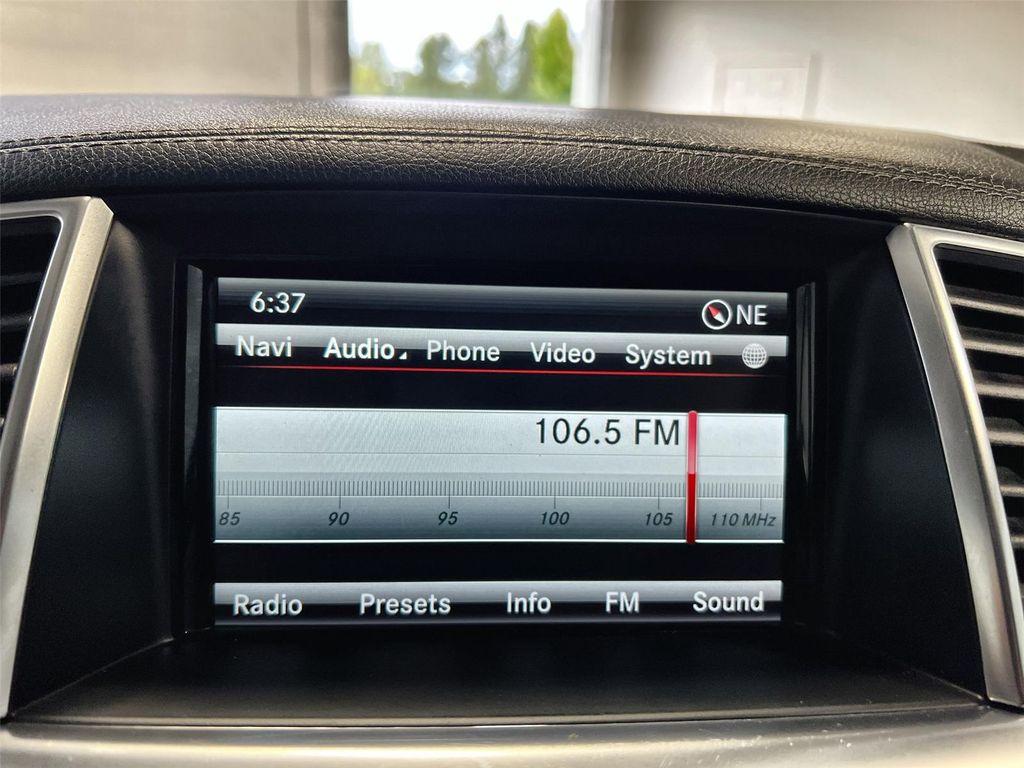 6:37 NE
Navi Audio Phone Video System
106.5 FM
85 90 95 100 105 110 MHz
Radio Presets Info FM Sound